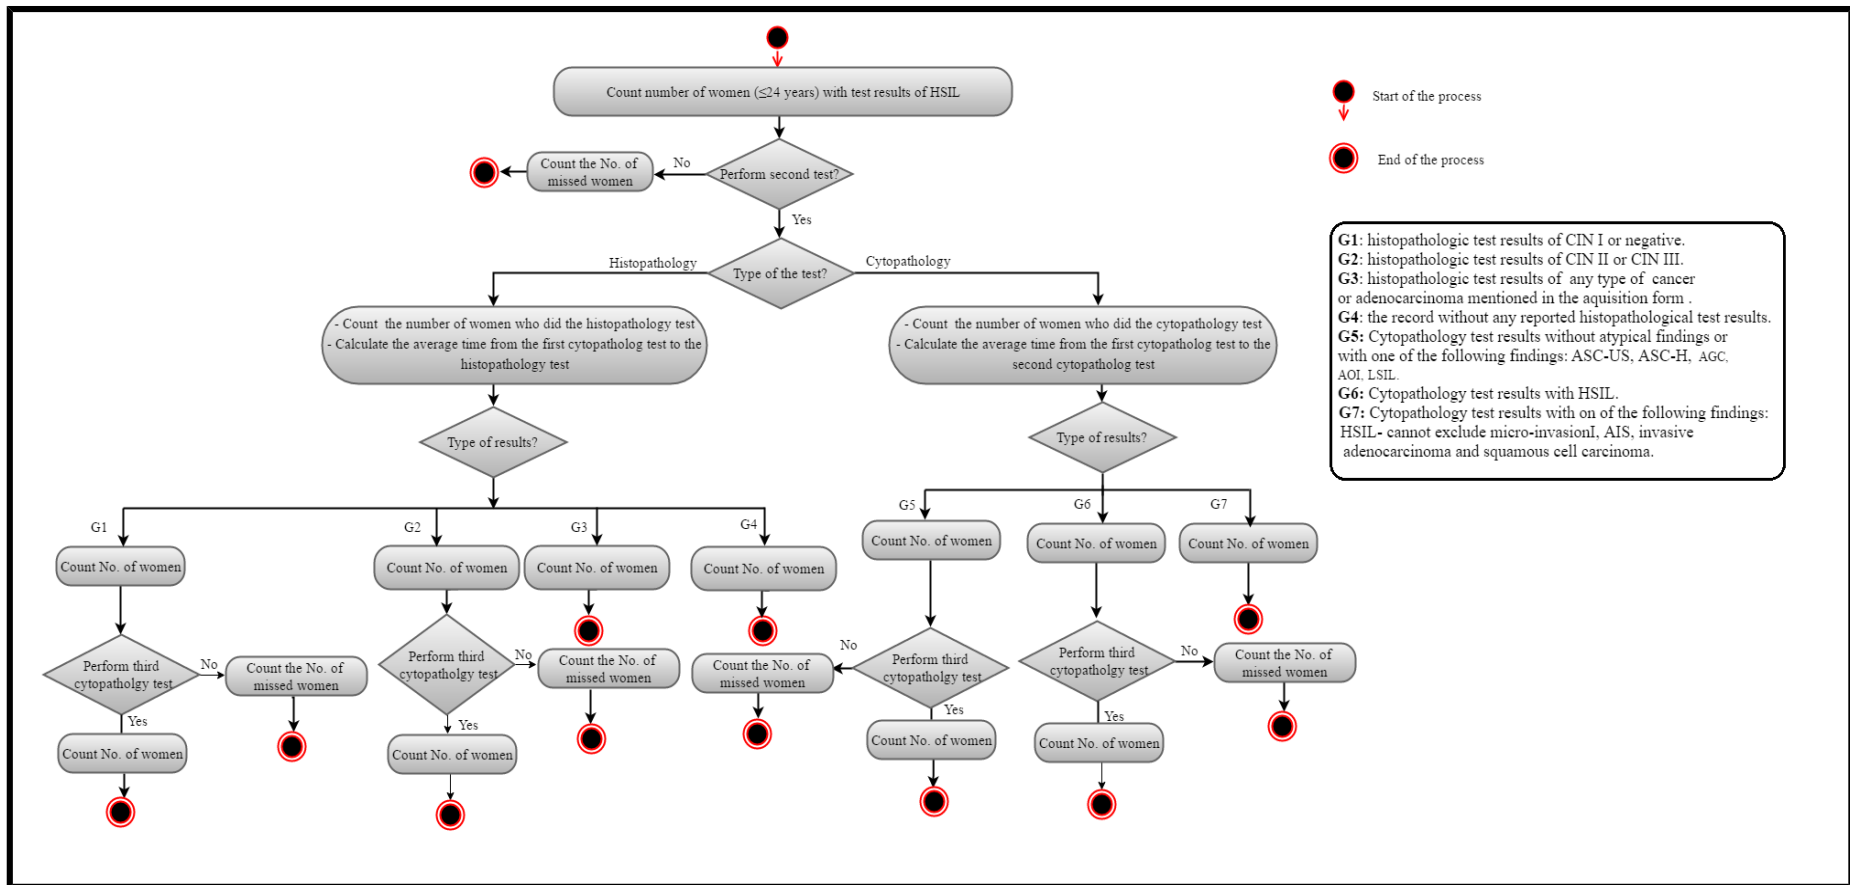 Count number of women (≤24 years) with test results of HSIL
Start of the process
End of the process
Count the No. of
missed women
No
Perform second test?
Yes
Histopathology
Type of the test?
Cytopathology
G1: histopathologic test results of CIN I or negative.
G2: histopathologic test results of CIN II or CIN III.
G3: histopathologic test results of any type of cancer
or adenocarcinoma mentioned in the aquisition form .
G4: the record without any reported histopathological test results.
G5: Cytopathology test results without atypical findings or
with one of the following findings: ASC-US, ASC-H, AGC,
AOI, LSIL.
G6: Cytopathology test results with HSIL.
G7: Cytopathology test results with on of the following findings:
HSIL- cannot exclude micro-invasionI, AIS, invasive
adenocarcinoma and squamous cell carcinoma.
- Count the number of women who did the histopathology test
- Calculate the average time from the first cytopatholog test to the
histopathology test
- Count the number of women who did the cytopathology test
- Calculate the average time from the first cytopatholog test to the
second cytopatholog test
Type of results?
Type of results?
G1
G2
G3
G4
G5
G6
G7
Count No. of women
Count No. of women
Count No. of women
Count No. of women
Count No. of women
Count No. of women
Count No. of women
Perform third
cytopatholgy test
No
Count the No. of
missed women
Yes
Count No. of women
Perform third
cytopatholgy test
No
Count the No. of
missed women
Yes
Count No. of women
Perform third
cytopatholgy test
No
Count the No. of
missed women
Yes
Count No. of women
Perform third
cytopatholgy test
No
Count the No. of
missed women
Yes
Count No. of women